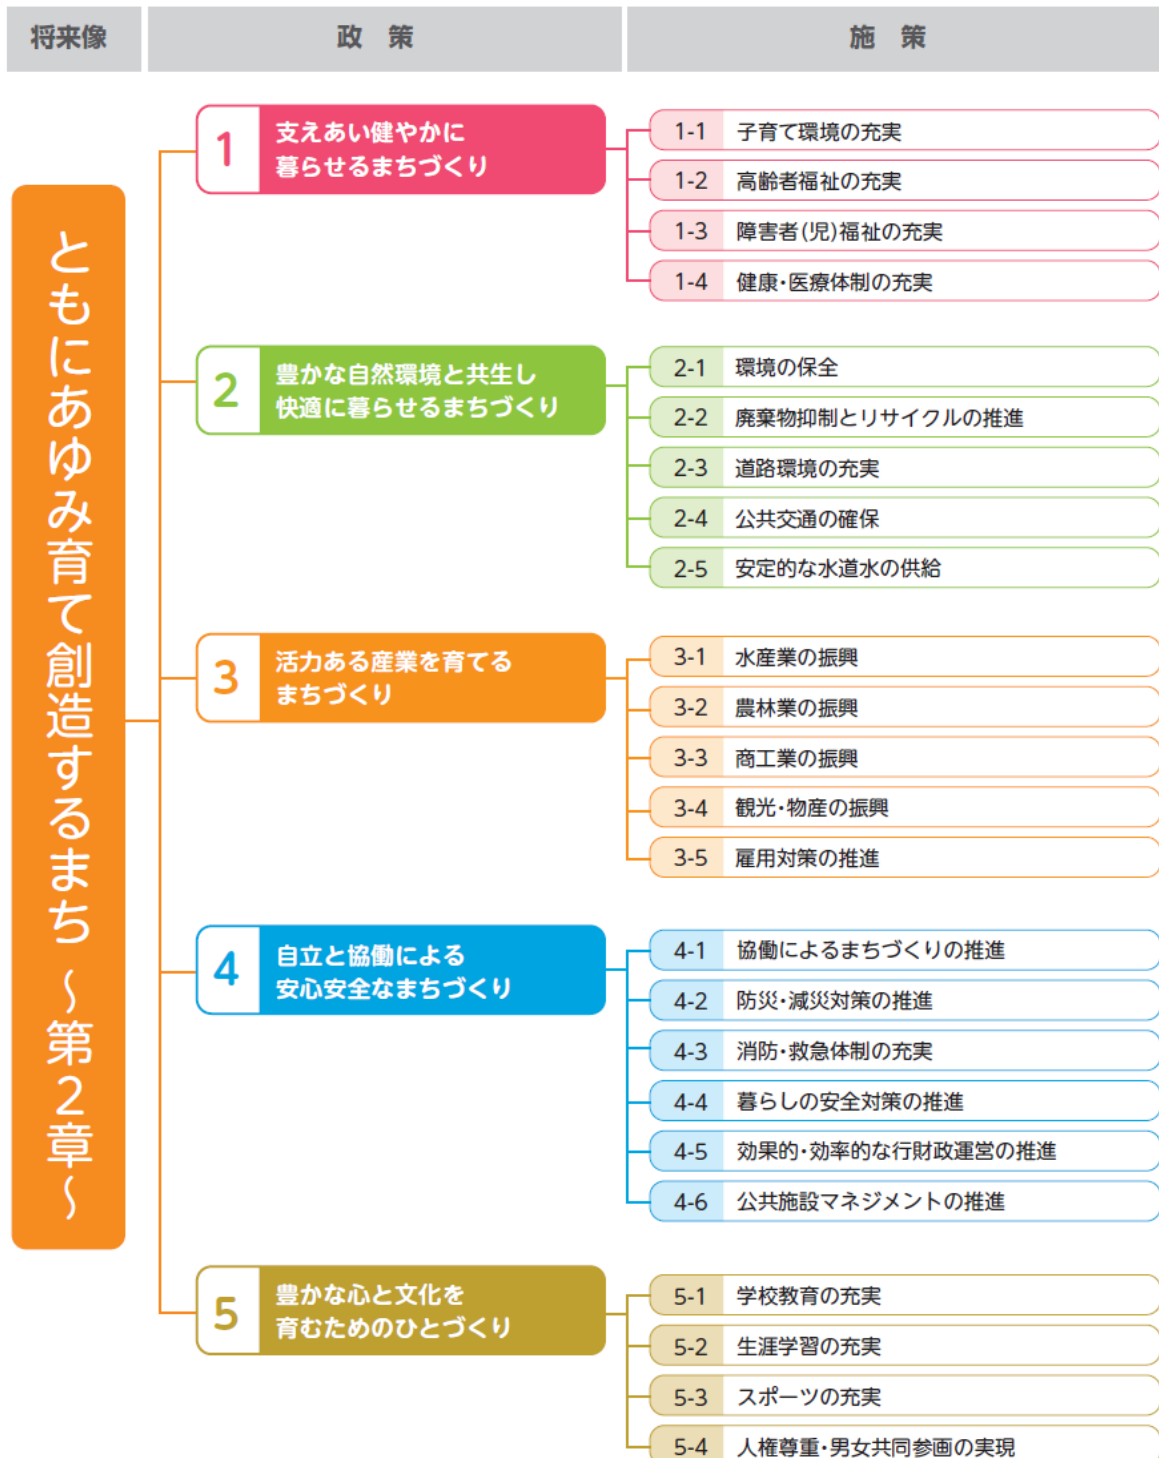 将来像
政　策
施　策
ともにあゆみ育て創造するまち ～第２章～
1
支えあい健やかに
暮らせるまちづくり
1-1 子育て環境の充実
1-2 高齢者福祉の充実
1-3 障害者(児)福祉の充実
1-4 健康・医療体制の充実
2
豊かな自然環境と共生し
快適に暮らせるまちづくり
2-1 環境の保全
2-2 廃棄物抑制とリサイクルの推進
2-3 道路環境の充実
2-4 公共交通の確保
2-5 安定的な水道水の供給
3
活力ある産業を育てる
まちづくり
3-1 水産業の振興
3-2 農林業の振興
3-3 商工業の振興
3-4 観光・物産の振興
3-5 雇用対策の推進
4
自立と協働による
安心安全なまちづくり
4-1 協働によるまちづくりの推進
4-2 防災・減災対策の推進
4-3 消防・救急体制の充実
4-4 暮らしの安全対策の推進
4-5 効果的・効率的な行財政運営の推進
4-6 公共施設マネジメントの推進
5
豊かな心と文化を
育むためのひとづくり
5-1 学校教育の充実
5-2 生涯学習の充実
5-3 スポーツの充実
5-4 人権尊重・男女共同参画の実現